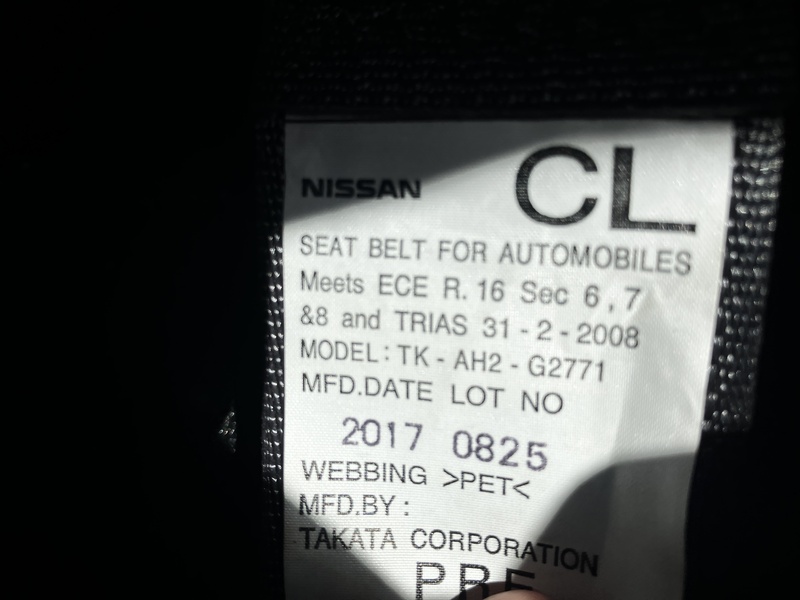 CL
NISSAN
SEAT BELT FOR AUTOMOBILES
Meets ECE R. 16 Sec 6 , 7
&8 and TRIAS 31 - 2 - 2008
MODEL : TK - AH2 - G2771
MFD.DATE LOT NO
2017 0825
WEBBING >PET<
MFD.BY :
TAKATA CORPORATION